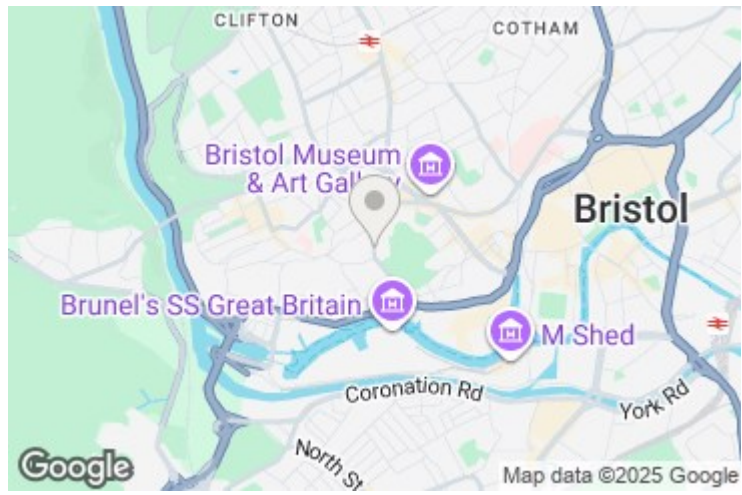 CLIFTON
COTHAM
Bristol Museum
& Art Gallery
Bristol
Brunel's SS Great Britain
M Shed
Coronation Rd
York Rd
North St
Google
Map data ©2025 Google